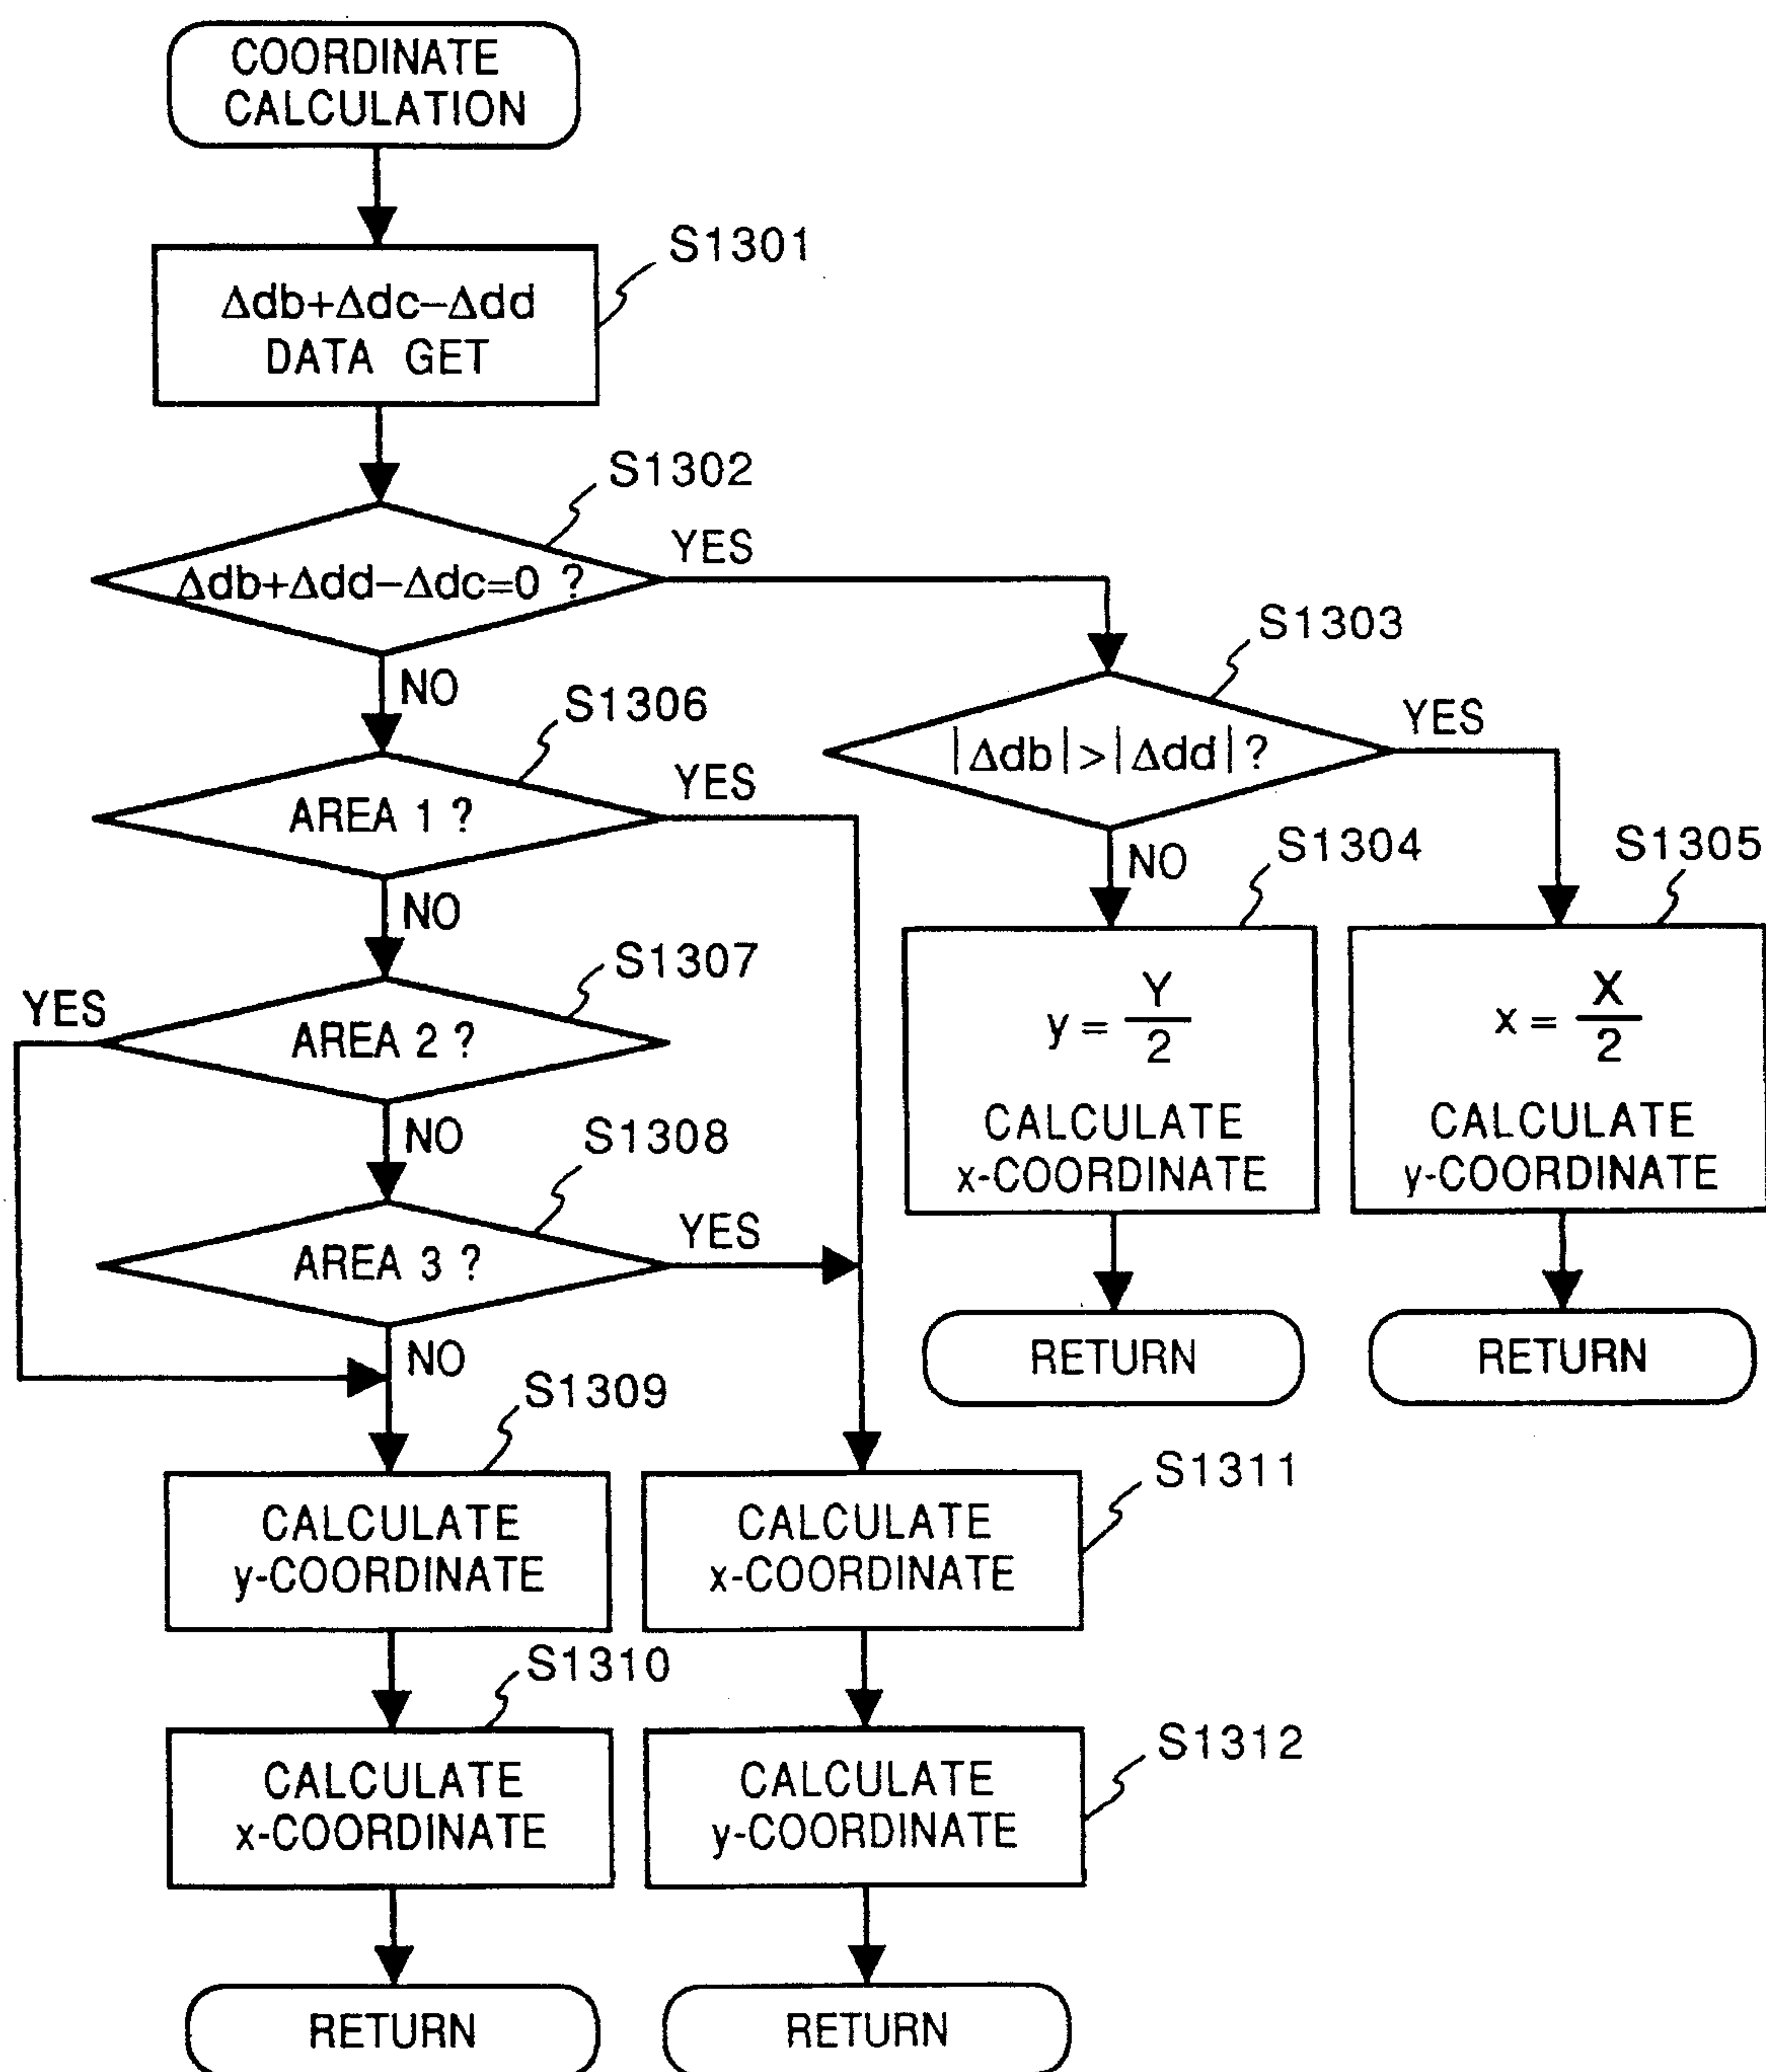 COORDINATE
CALCULATION
S1301
Δdb+Δdc−Δdd
DATA GET
S1302
Δdb+Δdd−Δdc=0 ?
YES
NO
S1303
|Δdb|>|Δdd|?
YES
NO
S1306
AREA 1 ?
YES
NO
S1304
y = Y/2
CALCULATE
x-COORDINATE
RETURN
S1305
x = X/2
CALCULATE
y-COORDINATE
RETURN
S1307
YES
AREA 2 ?
NO
S1308
AREA 3 ?
YES
NO
S1309
CALCULATE
y-COORDINATE
S1310
CALCULATE
x-COORDINATE
RETURN
S1311
CALCULATE
x-COORDINATE
S1312
CALCULATE
y-COORDINATE
RETURN